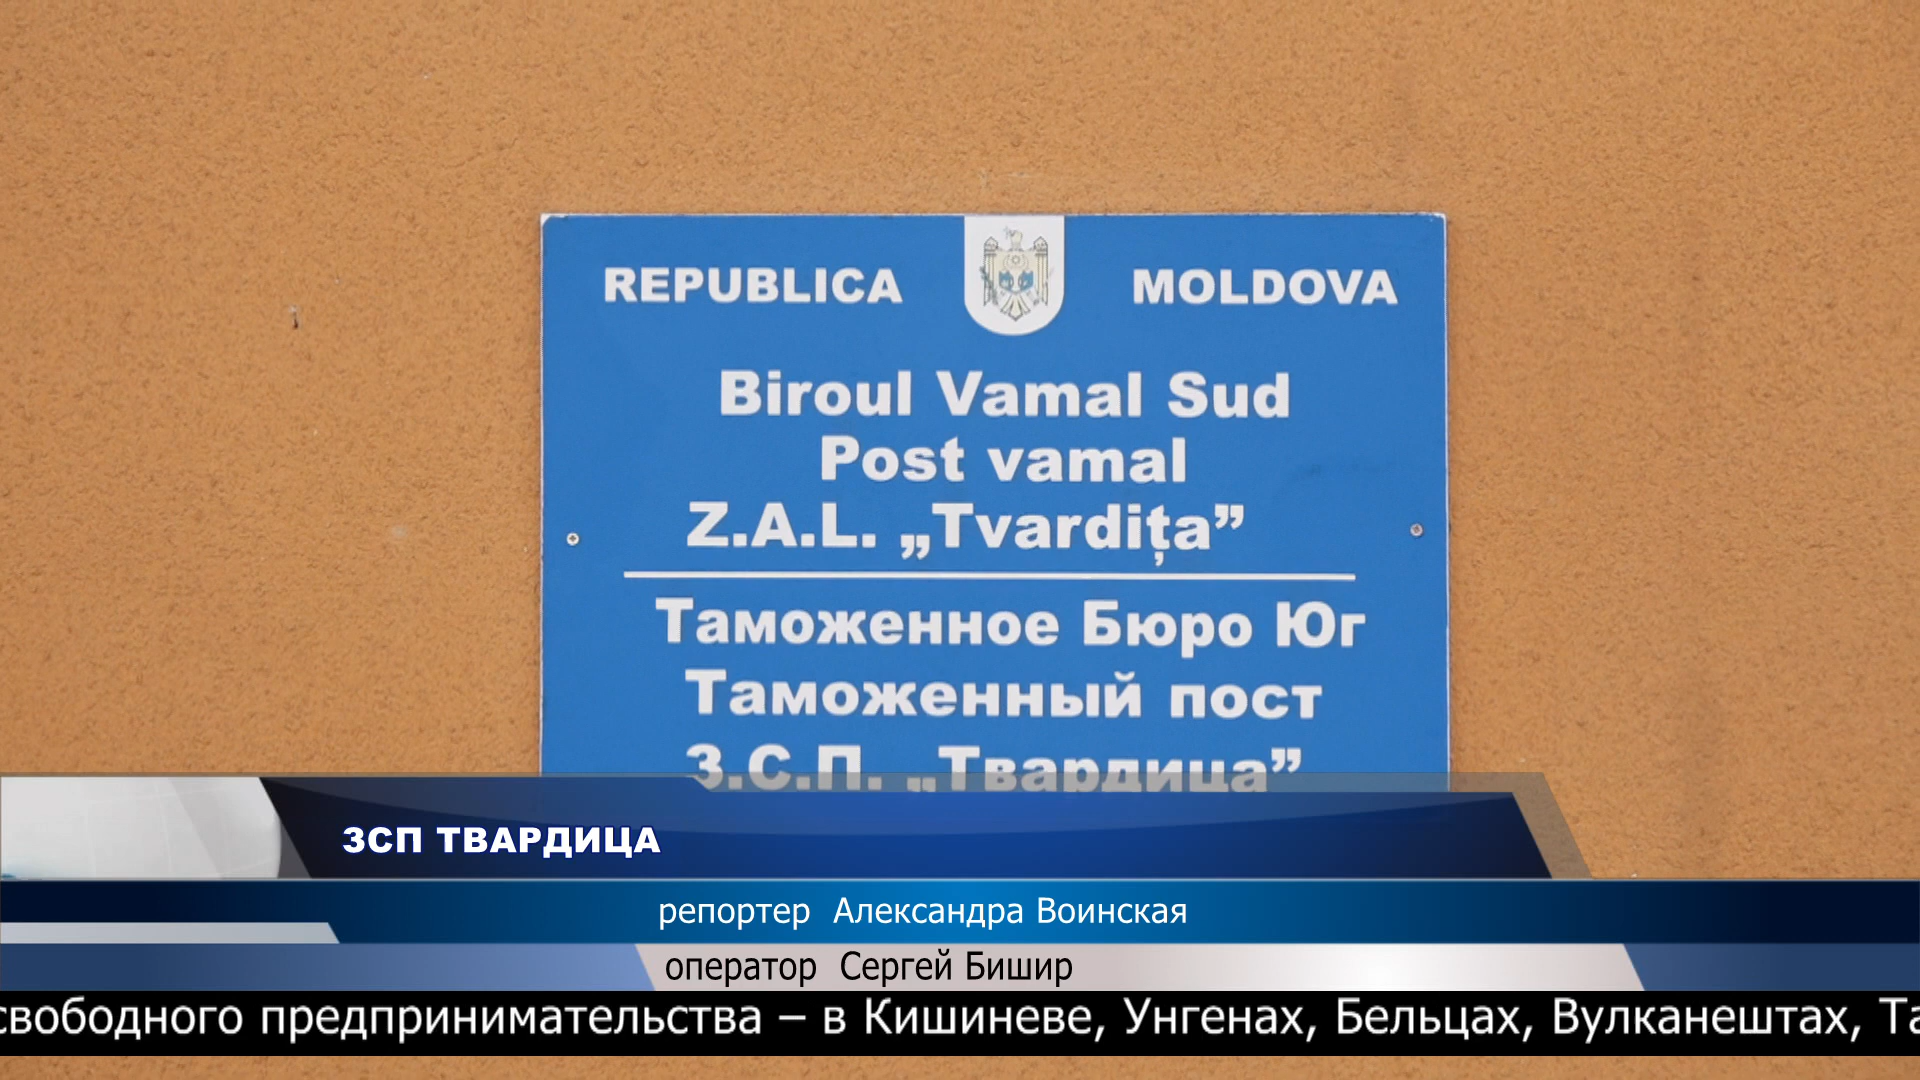 REPUBLICA MOLDOVA
Biroul Vamal Sud
Post vamal
Z.A.L. „Tvardița”
Таможенное Бюро Юг
Таможенный пост
З.С.П. „Твардица”
ЗСП ТВАРДИЦА
репортер Александра Воинская
оператор Сергей Бишир
свободного предпринимательства – в Кишиневе, Унгенах, Бельцах, Вулканештах, Та